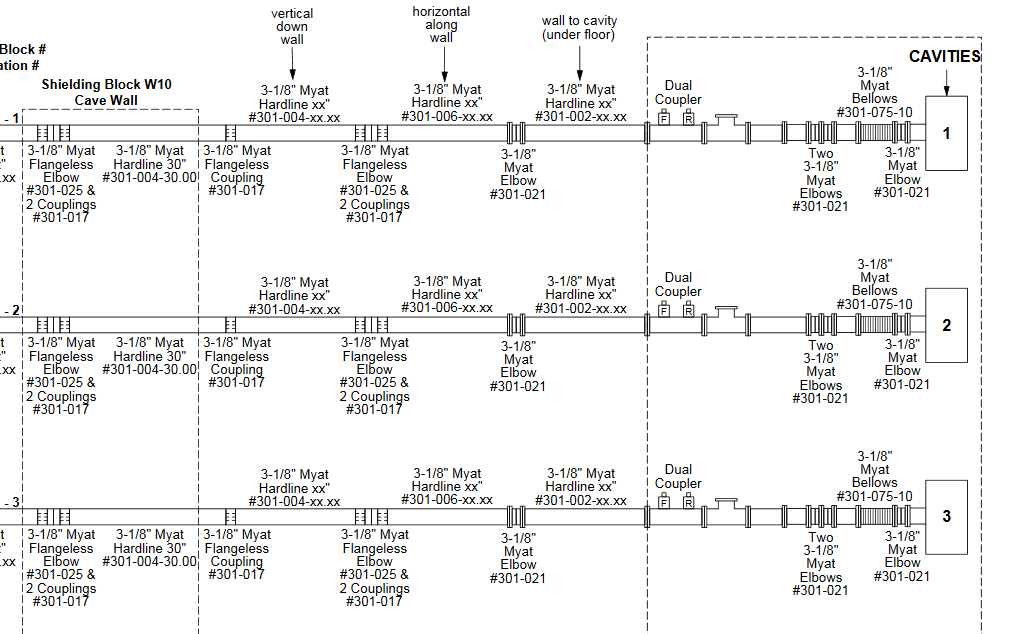 vertical
down
wall
horizontal
along
wall
wall to cavity
(under floor)
Block #
ation #
Shielding Block W10
Cave Wall
CAVITIES
- 1
3-1/8" Myat
Hardline xx"
#301-004-xx.xx
3-1/8" Myat
Hardline xx"
#301-006-xx.xx
3-1/8" Myat
Hardline xx"
#301-002-xx.xx
Dual
Coupler
F
R
3-1/8"
Myat
Bellows
#301-075-10
1
t
"
.xx
3-1/8" Myat
Flangeless
Elbow
#301-025 &
2 Couplings
#301-017
3-1/8" Myat
Hardline 30"
#301-004-30.00
3-1/8" Myat
Flangeless
Coupling
#301-017
3-1/8" Myat
Flangeless
Elbow
#301-025 &
2 Couplings
#301-017
3-1/8"
Myat
Elbow
#301-021
Two
3-1/8"
Myat
Elbows
#301-021
3-1/8"
Myat
Elbow
#301-021
- 2
3-1/8" Myat
Hardline xx"
#301-004-xx.xx
3-1/8" Myat
Hardline xx"
#301-006-xx.xx
3-1/8" Myat
Hardline xx"
#301-002-xx.xx
Dual
Coupler
F
R
3-1/8"
Myat
Bellows
#301-075-10
2
t
"
.xx
3-1/8" Myat
Flangeless
Elbow
#301-025 &
2 Couplings
#301-017
3-1/8" Myat
Hardline 30"
#301-004-30.00
3-1/8" Myat
Flangeless
Coupling
#301-017
3-1/8" Myat
Flangeless
Elbow
#301-025 &
2 Couplings
#301-017
3-1/8"
Myat
Elbow
#301-021
Two
3-1/8"
Myat
Elbows
#301-021
3-1/8"
Myat
Elbow
#301-021
- 3
3-1/8" Myat
Hardline xx"
#301-004-xx.xx
3-1/8" Myat
Hardline xx"
#301-006-xx.xx
3-1/8" Myat
Hardline xx"
#301-002-xx.xx
Dual
Coupler
F
R
3-1/8"
Myat
Bellows
#301-075-10
3
t
"
.xx
3-1/8" Myat
Flangeless
Elbow
#301-025 &
2 Couplings
#301-017
3-1/8" Myat
Hardline 30"
#301-004-30.00
3-1/8" Myat
Flangeless
Coupling
#301-017
3-1/8" Myat
Flangeless
Elbow
#301-025 &
2 Couplings
#301-017
3-1/8"
Myat
Elbow
#301-021
Two
3-1/8"
Myat
Elbows
#301-021
3-1/8"
Myat
Elbow
#301-021